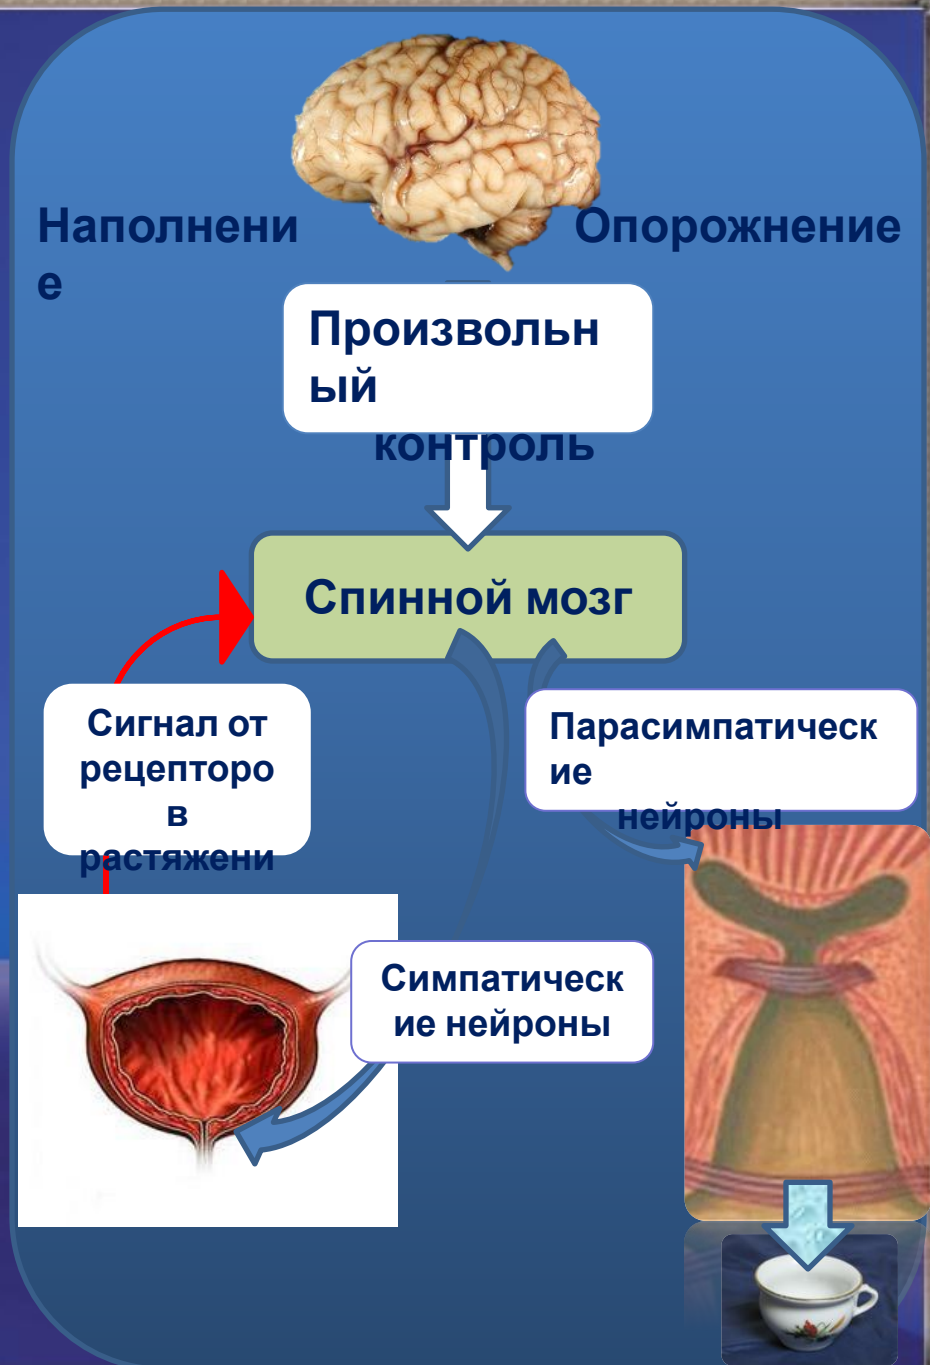 Наполнени
е
Опорожнение
Произвольн
ый
контроль
Спинной мозг
Сигнал от
рецепторо
в
растяжени
Парасимпатическ
ие
нейроны
Симпатическ
ие нейроны